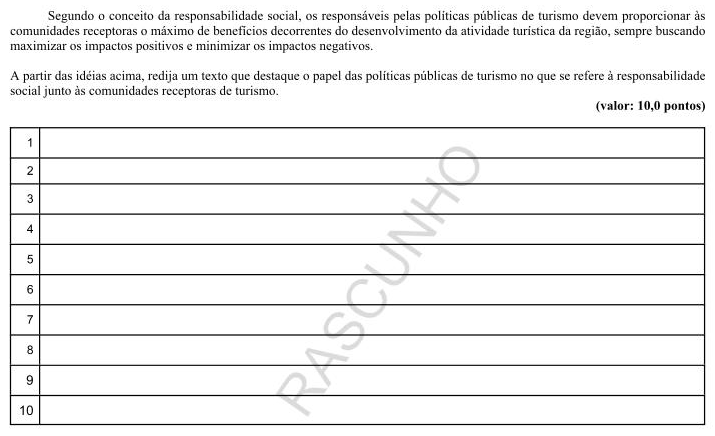 Segundo o conceito da responsabilidade social, os responsáveis pelas políticas públicas de turismo devem proporcionar às
comunidades receptoras o máximo de benefícios decorrentes do desenvolvimento da atividade turística da região, sempre buscando
maximizar os impactos positivos e minimizar os impactos negativos.
A partir das idéias acima, redija um texto que destaque o papel das políticas públicas de turismo no que se refere à responsabilidade
social junto às comunidades receptoras de turismo.
(valor: 10,0 pontos)
1
2
3
4
5
6
7
8
9
10
RASCUNHO